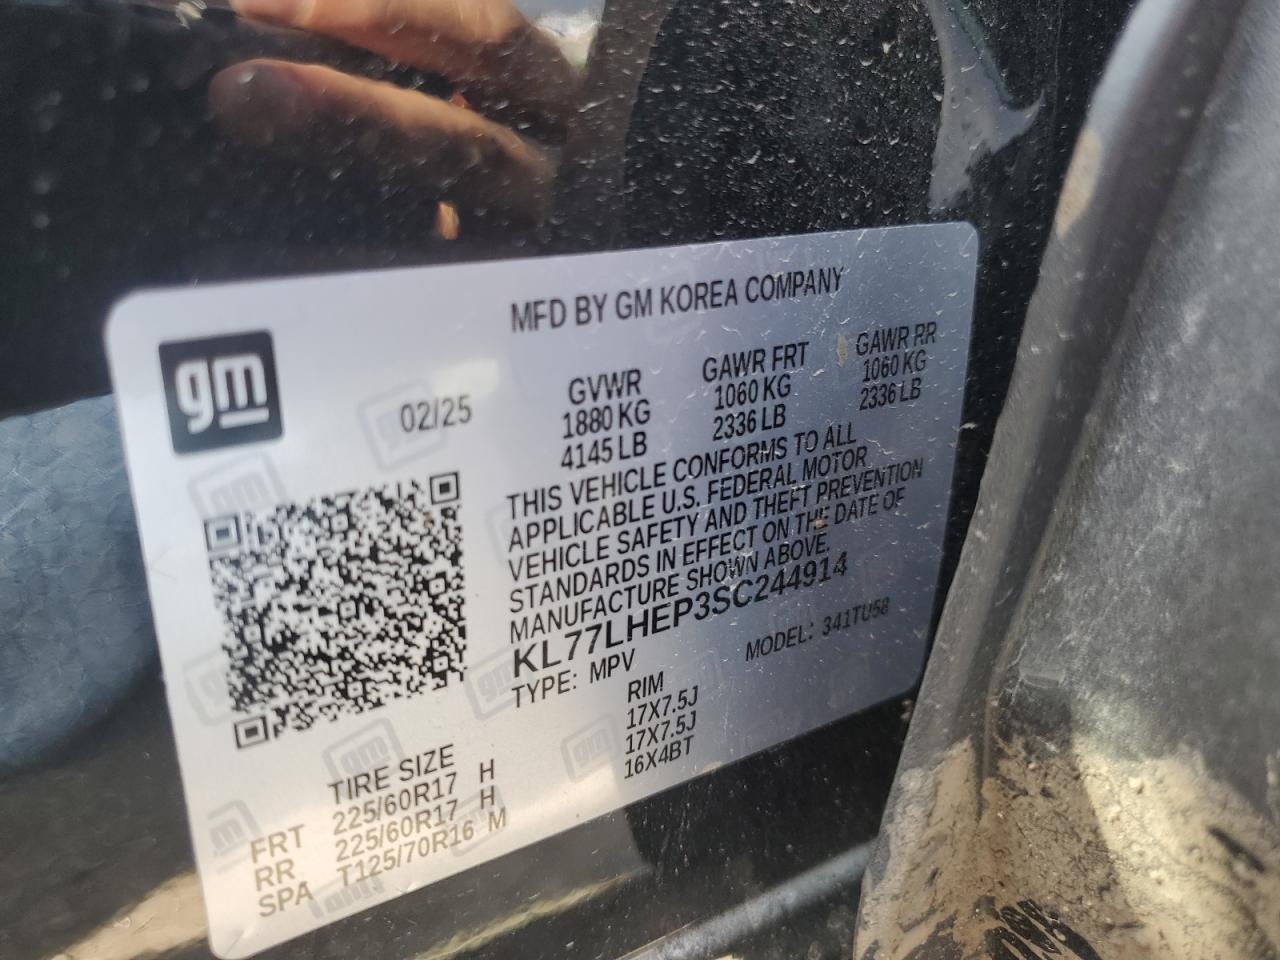 gm
MFD BY GM KOREA COMPANY
02/25
GVWR GAWR FRT GAWR RR
1880 KG 1060 KG 1060 KG
4145 LB 2336 LB 2336 LB
THIS VEHICLE CONFORMS TO ALL
APPLICABLE U.S. FEDERAL MOTOR
VEHICLE SAFETY AND THEFT PREVENTION
STANDARDS IN EFFECT ON THE DATE OF
MANUFACTURE SHOWN ABOVE.
KL77LHEP3SC244914
TYPE: MPV MODEL: 341TU58
TIRE SIZE RIM
FRT 225/60R17 H 17X7.5J
RR 225/60R17 H 17X7.5J
SPA T125/70R16 M 16X4BT